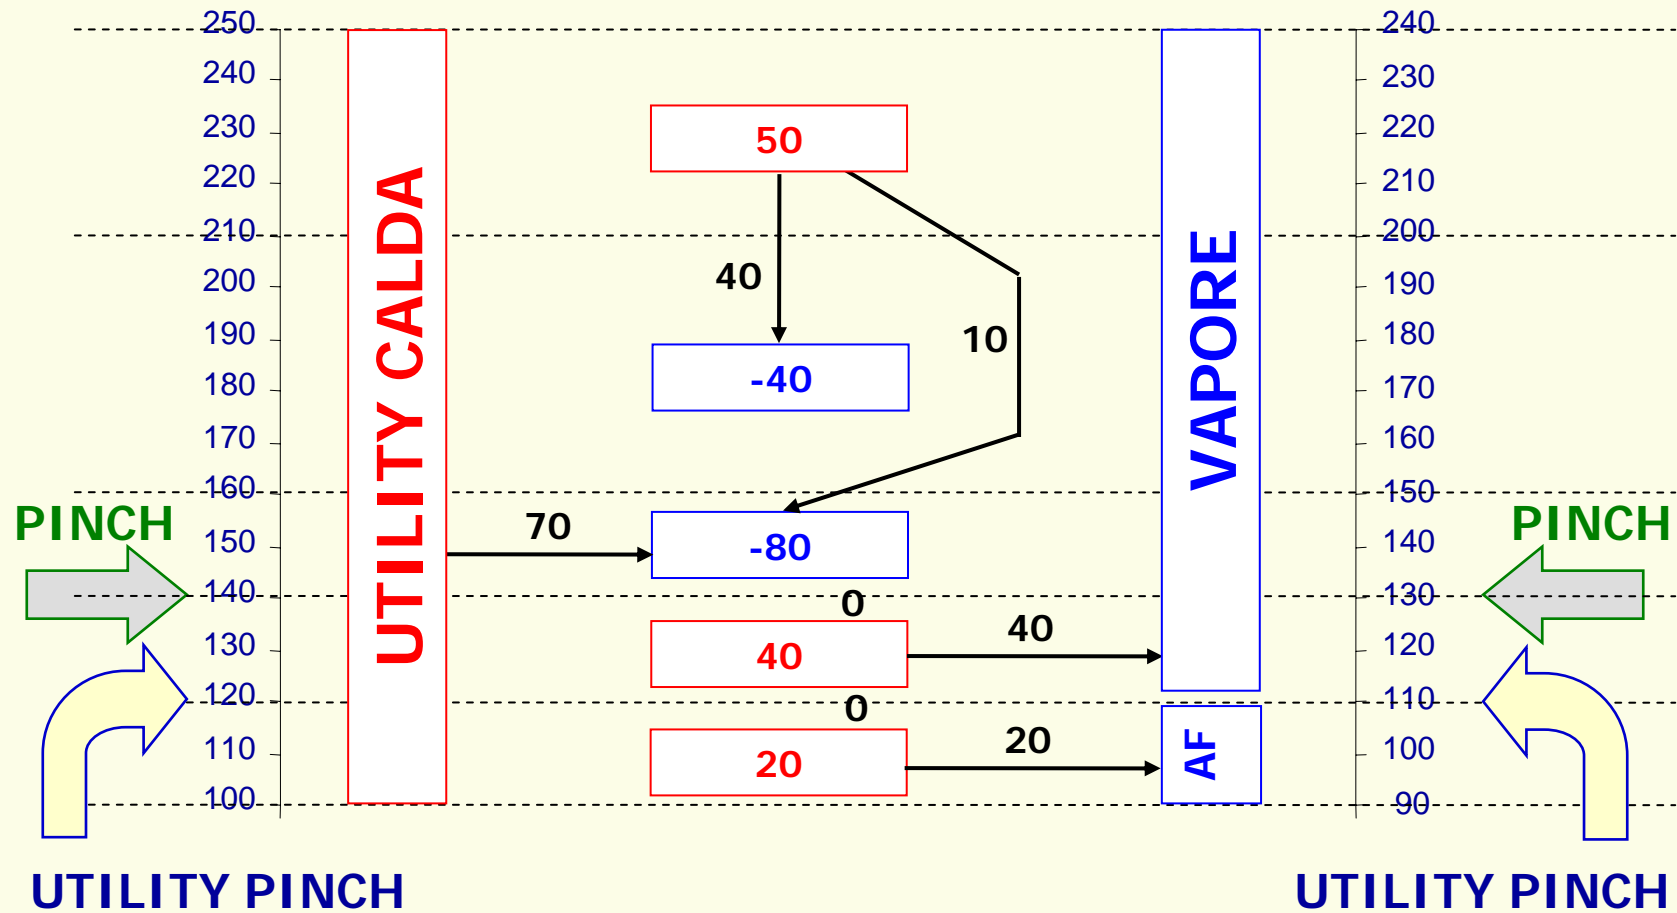 250 240
240 230
230 50 220
220 210
210 200
200 40 190
190 10 180
180 -40 170
170 160
160 150
PINCH 70 PINCH
150 -80 140
140 0 130
130 40 40 120
120 0 110
110 20 20 100
100 90
UTILITY CALDA
VAPORE
AF
UTILITY PINCH UTILITY PINCH